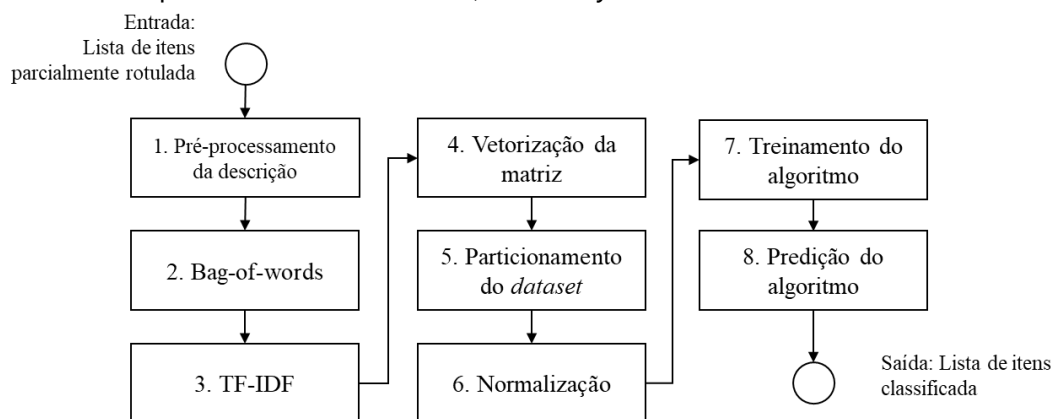 Entrada:
Lista de itens
parcialmente rotulada
1. Pré-processamento
da descrição
2. Bag-of-words
3. TF-IDF
4. Vetorização da
matriz
5. Particionamento
do dataset
6. Normalização
7. Treinamento do
algoritmo
8. Predição do
algoritmo
Saída: Lista de itens
classificada